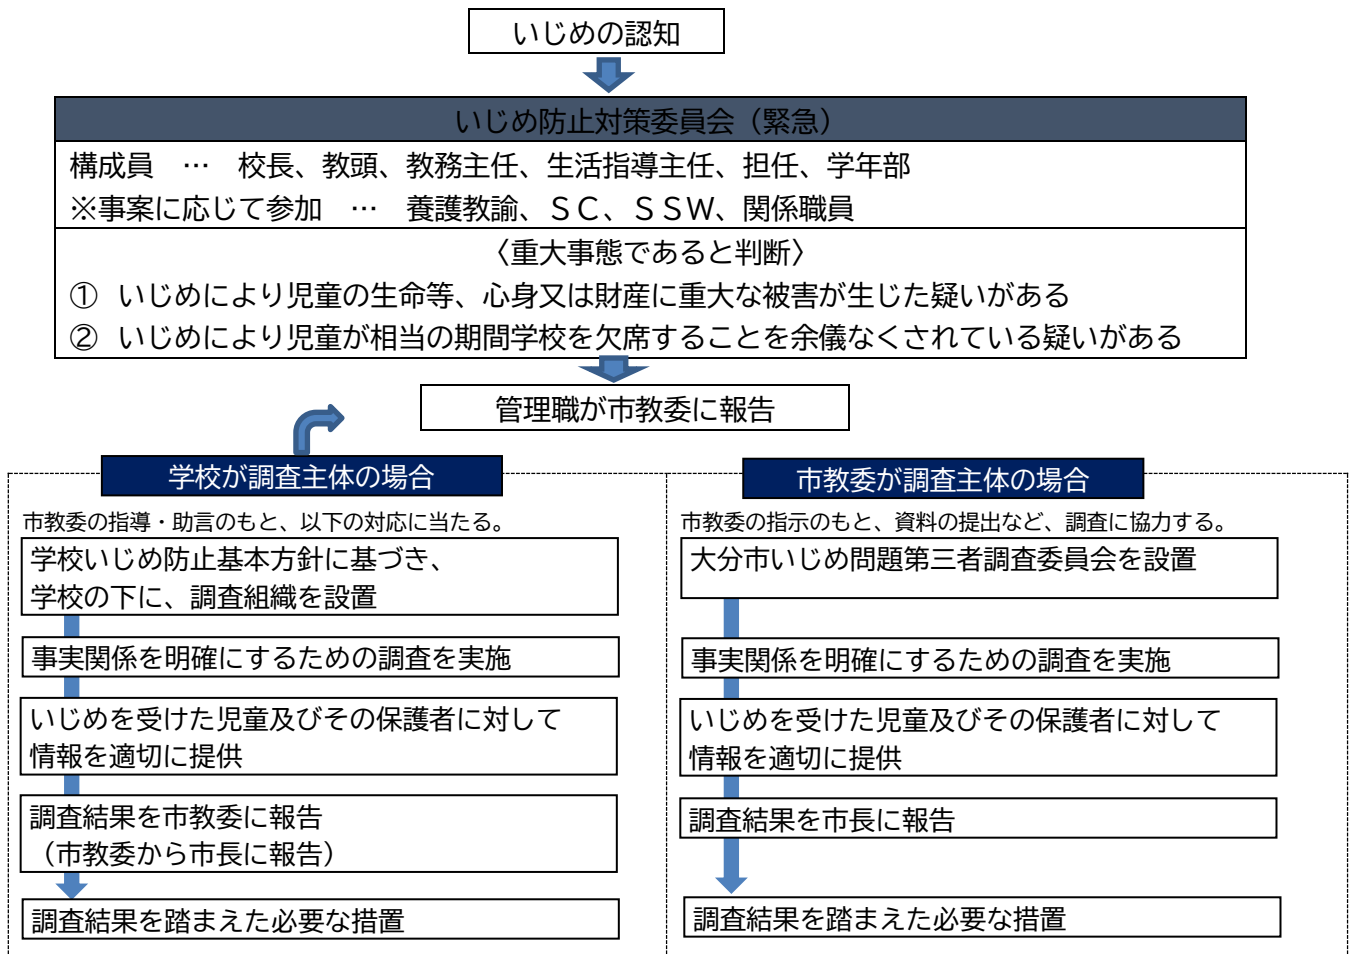 いじめの認知
いじめ防止対策委員会（緊急）
構成員　…　校長、教頭、教務主任、生活指導主任、担任、学年部
※事案に応じて参加　…　養護教諭、ＳＣ、ＳＳＷ、関係職員
〈重大事態であると判断〉
①　いじめにより児童の生命等、心身又は財産に重大な被害が生じた疑いがある
②　いじめにより児童が相当の期間学校を欠席することを余儀なくされている疑いがある
管理職が市教委に報告
学校が調査主体の場合
市教委の指導・助言のもと、以下の対応に当たる。
学校いじめ防止基本方針に基づき、
学校の下に、調査組織を設置
事実関係を明確にするための調査を実施
いじめを受けた児童及びその保護者に対して
情報を適切に提供
調査結果を市教委に報告
（市教委から市長に報告）
調査結果を踏まえた必要な措置
市教委が調査主体の場合
市教委の指示のもと、資料の提出など、調査に協力する。
大分市いじめ問題第三者調査委員会を設置
事実関係を明確にするための調査を実施
いじめを受けた児童及びその保護者に対して
情報を適切に提供
調査結果を市長に報告
調査結果を踏まえた必要な措置